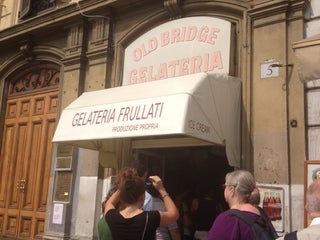 OLD BRIDGE
GELATERIA
GELATERIA FRULLATI
PRODUZIONE PROPRIA
ICE CREAM
5